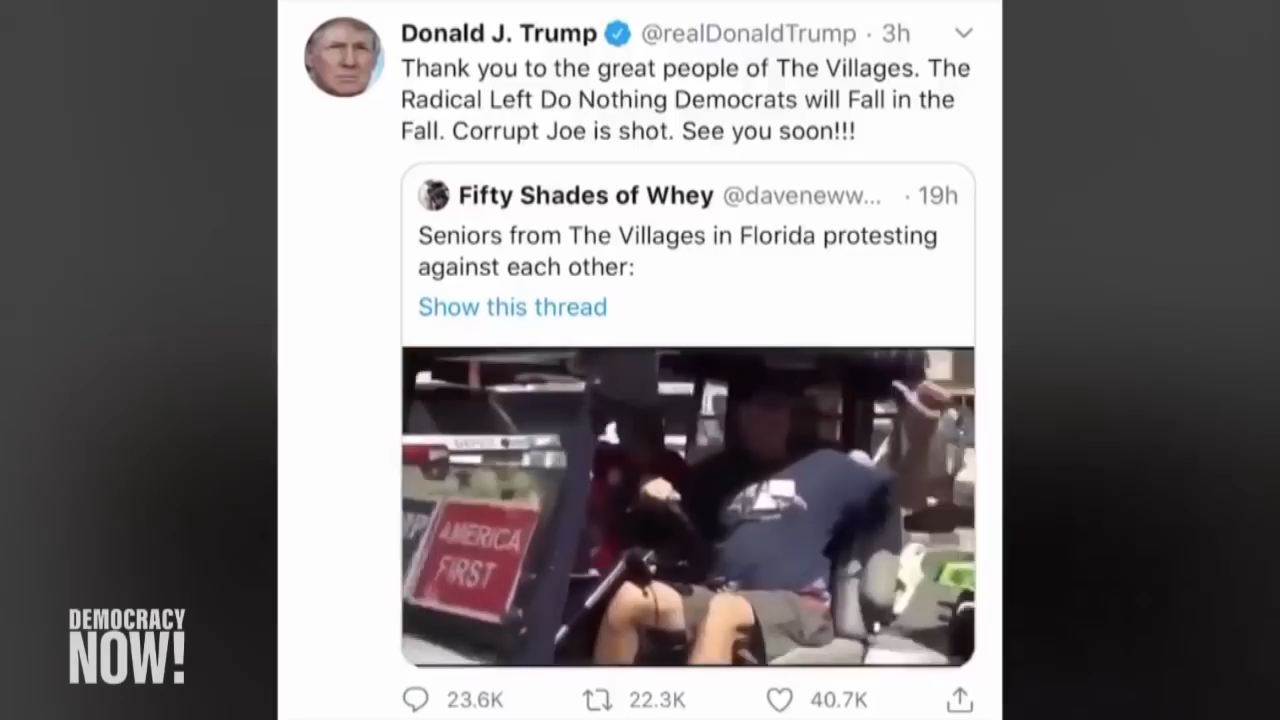 Donald J. Trump @realDonaldTrump · 3h
Thank you to the great people of The Villages. The
Radical Left Do Nothing Democrats will Fall in the
Fall. Corrupt Joe is shot. See you soon!!!
Fifty Shades of Whey @daveneww... · 19h
Seniors from The Villages in Florida protesting
against each other:
Show this thread
AMERICA
FIRST
23.6K 22.3K 40.7K
DEMOCRACY
NOW!